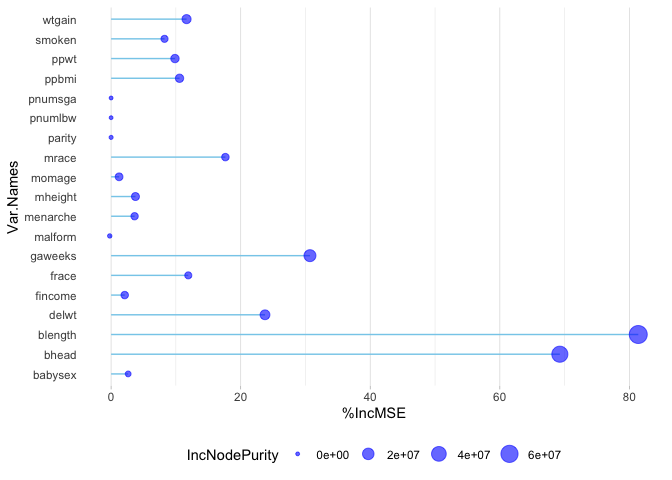 wtgain
smoken
ppwt
ppbmi
pnumsga
pnumlbw
parity
mrace
momage
mheight
menarche
malform
gaweeks
frace
fincome
delwt
blength
bhead
babysex
Var.Names
0 20 40 60 80
%IncMSE
IncNodePurity 0e+00 2e+07 4e+07 6e+07